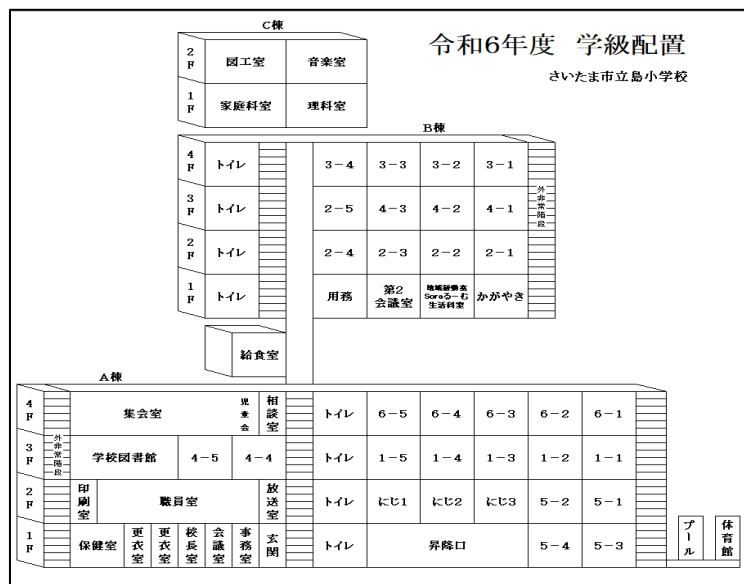 令和6年度 学級配置
さいたま市立島小学校
C棟
2F 図工室 音楽室
1F 家庭科室 理科室
B棟
4F トイレ 3-4 3-3 3-2 3-1
3F トイレ 2-5 4-3 4-2 4-1
外非常階段
2F トイレ 2-4 2-3 2-2 2-1
1F トイレ 用務 第2会議室 地域研修室 Soraるーむ 生活科室 かがやき
給食室
A棟
4F 集会室 児童会 相談室 トイレ 6-5 6-4 6-3 6-2 6-1
3F 外非常階段 学校図書館 4-5 4-4 トイレ 1-5 1-4 1-3 1-2 1-1
2F 印刷室 職員室 放送室 トイレ にじ1 にじ2 にじ3 5-2 5-1
1F 保健室 更衣室 更衣室 校長室 会議室 事務室 玄関 トイレ 昇降口 5-4 5-3
プール 体育館